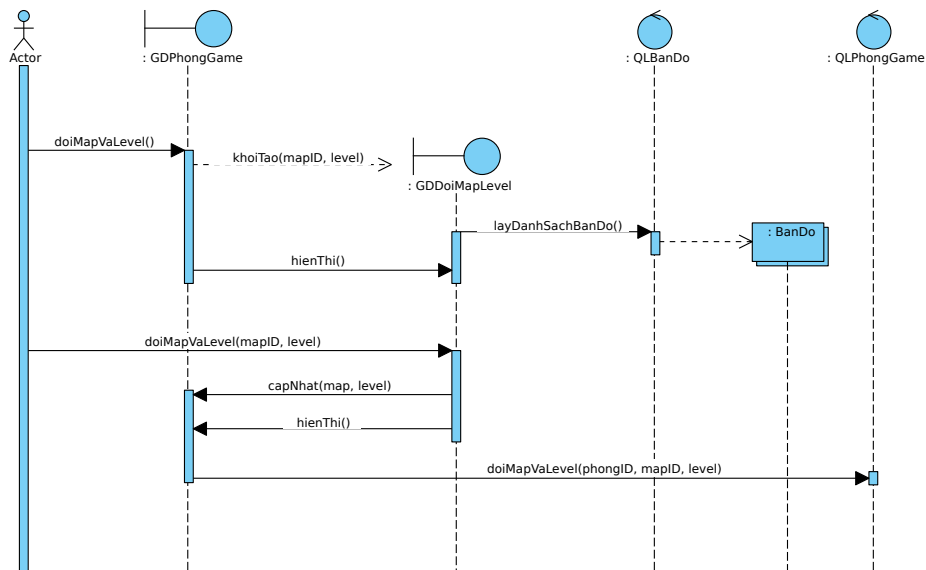 Actor
: GDPhongGame
: QLBanDo
: QLPhongGame
doiMapVaLevel()
khoiTao(mapID, level)
: GDDoiMapLevel
layDanhSachBanDo()
: BanDo
hienThi()
doiMapVaLevel(mapID, level)
capNhat(map, level)
hienThi()
doiMapVaLevel(phongID, mapID, level)